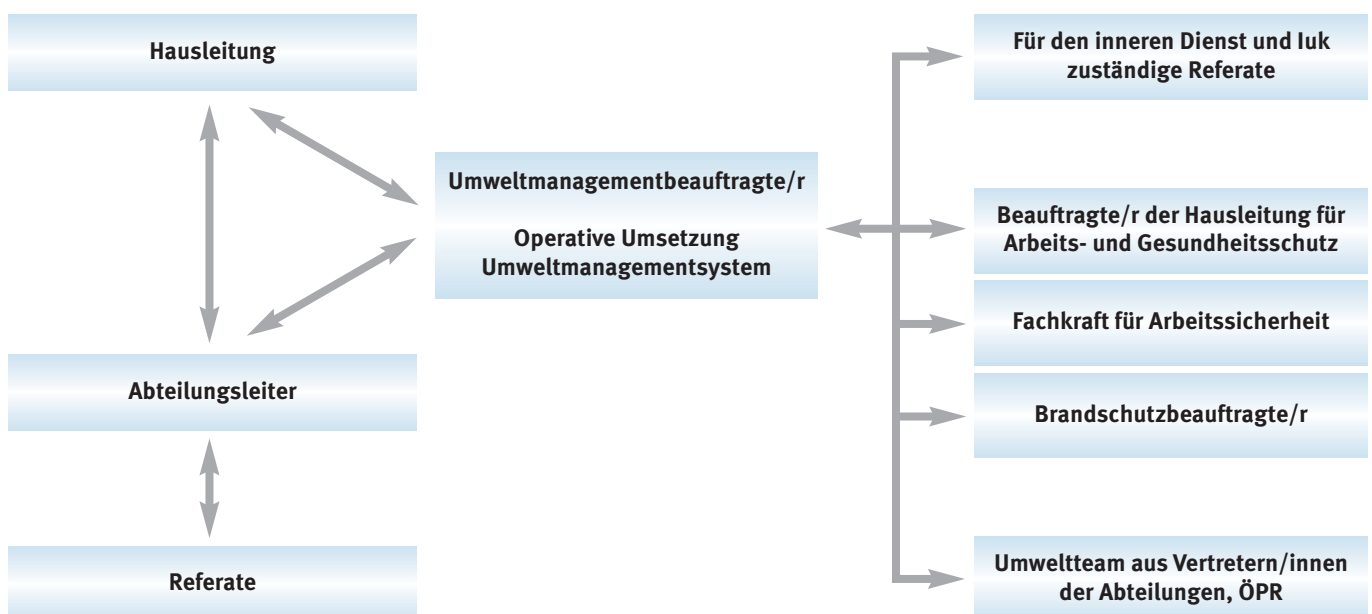 Hausleitung
Abteilungsleiter
Referate
Umweltmanagementbeauftragte/r
Operative Umsetzung
Umweltmanagementsystem
Für den inneren Dienst und Iuk
zuständige Referate
Beauftragte/r der Hausleitung für
Arbeits- und Gesundheitsschutz
Fachkraft für Arbeitssicherheit
Brandschutzbeauftragte/r
Umweltteam aus Vertretern/innen
der Abteilungen, ÖPR